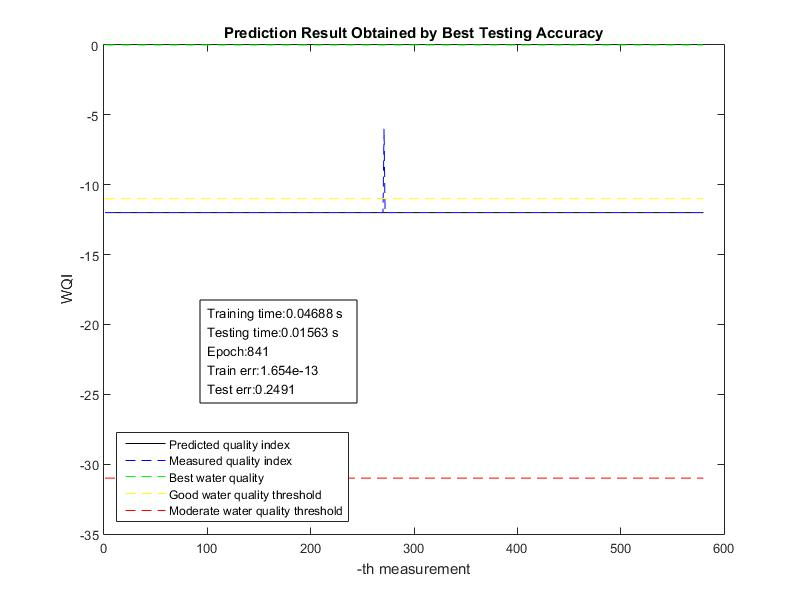 Prediction Result Obtained by Best Testing Accuracy
0
-5
-10
-15
-20
-25
-30
-35
WQI
Training time:0.04688 s
Testing time:0.01563 s
Epoch:841
Train err:1.654e-13
Test err:0.2491
Predicted quality index
Measured quality index
Best water quality
Good water quality threshold
Moderate water quality threshold
0 100 200 300 400 500 600
-th measurement